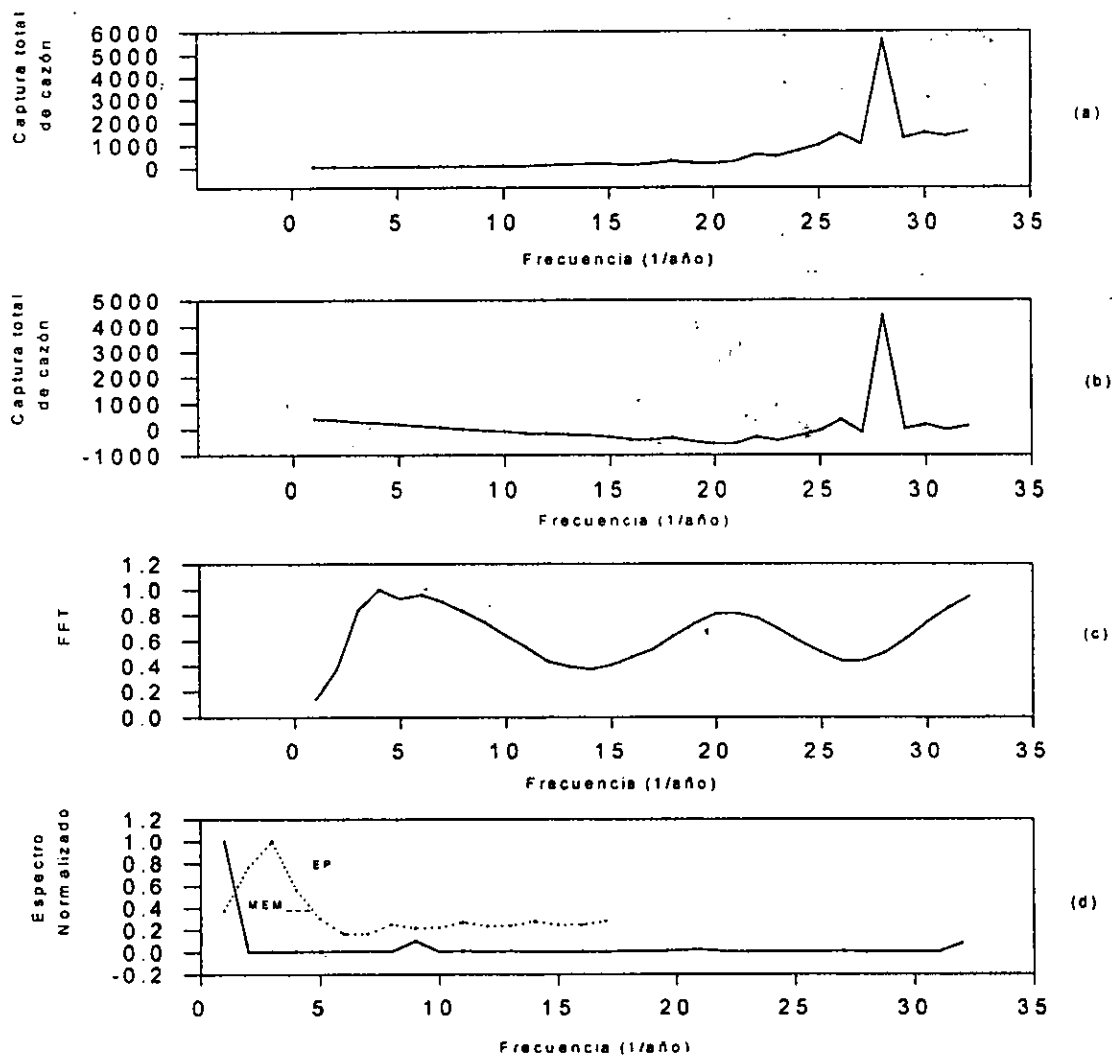 Captura total
de cazón
6000
5000
4000
3000
2000
1000
0
0 5 10 15 20 25 30 35
Frecuencia (1/año)
(a)
Captura total
de cazón
5000
4000
3000
2000
1000
0
-1000
0 5 10 15 20 25 30 35
Frecuencia (1/año)
(b)
FFT
1.2
1.0
0.8
0.6
0.4
0.2
0.0
0 5 10 15 20 25 30 35
Frecuencia (1/año)
(c)
Espectro
Normalizado
1.2
1.0
0.8
0.6
0.4
0.2
0.0
-0.2
EP
MEM
0 5 10 15 20 25 30 35
Frecuencia (1/año)
(d)